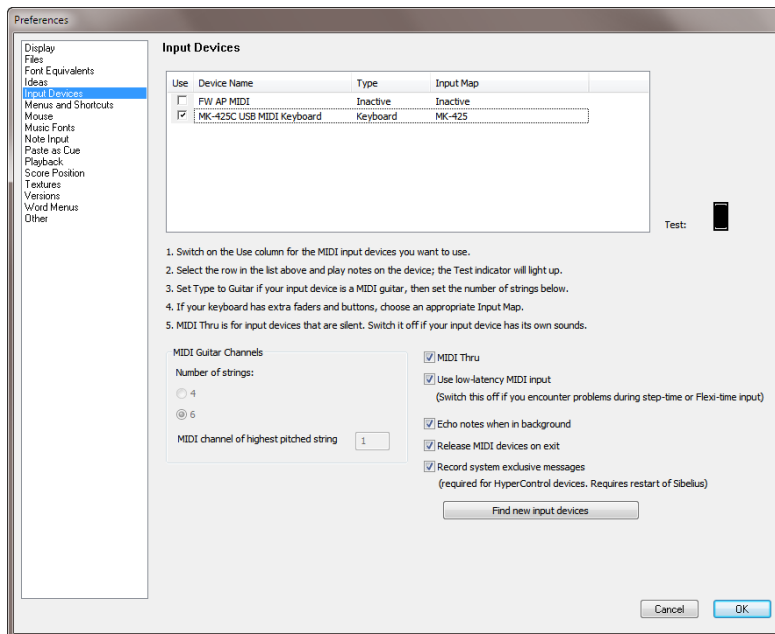 Preferences
Display
Files
Font Equivalents
Ideas
Input Devices
Menus and Shortcuts
Mouse
Music Fonts
Note Input
Paste as Cue
Playback
Score Position
Textures
Versions
Word Menus
Other
Input Devices
Use Device Name Type Input Map
FW AP MIDI Inactive Inactive
MK-425C USB MIDI Keyboard Keyboard MK-425
Test:
1. Switch on the Use column for the MIDI input devices you want to use.
2. Select the row in the list above and play notes on the device; the Test indicator will light up.
3. Set Type to Guitar if your input device is a MIDI guitar, then set the number of strings below.
4. If your keyboard has extra faders and buttons, choose an appropriate Input Map.
5. MIDI Thru is for input devices that are silent. Switch it off if your input device has its own sounds.
MIDI Guitar Channels
Number of strings:
4
6
MIDI channel of highest pitched string 1
MIDI Thru
Use low-latency MIDI input
(Switch this off if you encounter problems during step-time or Flexi-time input)
Echo notes when in background
Release MIDI devices on exit
Record system exclusive messages
(required for HyperControl devices. Requires restart of Sibelius)
Find new input devices
Cancel OK